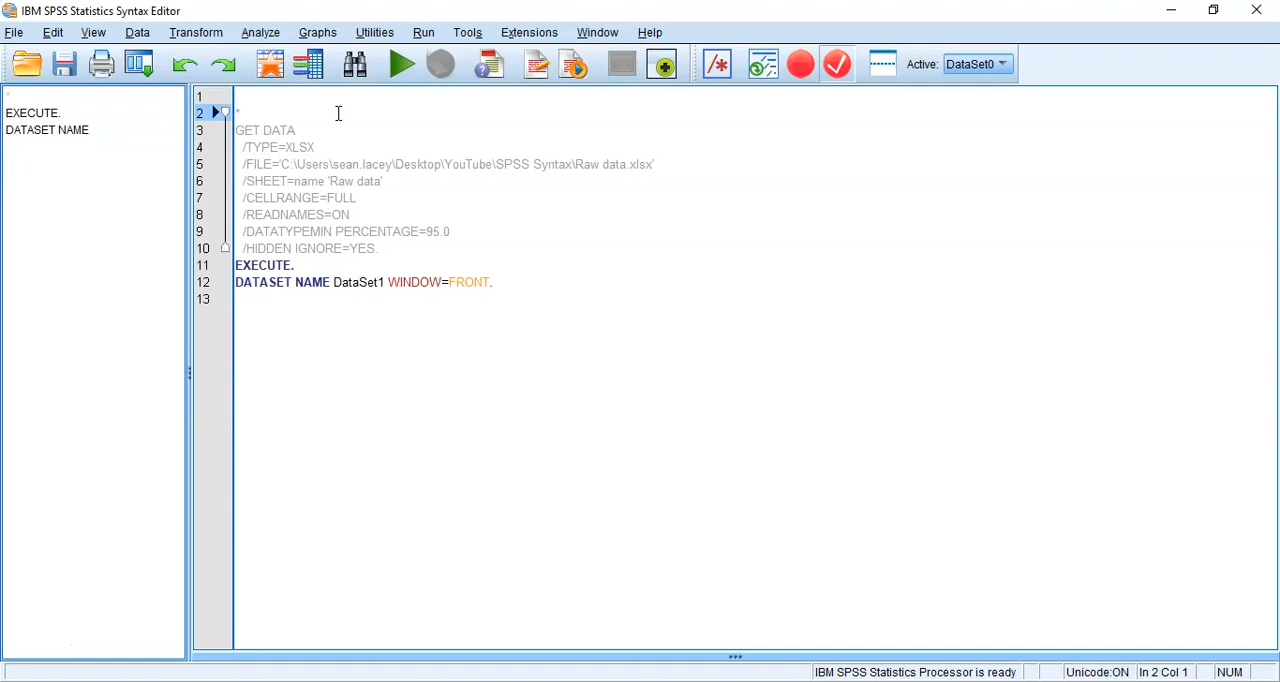 IBM SPSS Statistics Syntax Editor
File Edit View Data Transform Analyze Graphs Utilities Run Tools Extensions Window Help
Active: DataSet0
*
EXECUTE.
DATASET NAME
1
2 *
3 GET DATA
4 /TYPE=XLSX
5 /FILE='C:\Users\sean.lacey\Desktop\YouTube\SPSS Syntax\Raw data.xlsx'
6 /SHEET=name 'Raw data'
7 /CELLRANGE=FULL
8 /READNAMES=ON
9 /DATATYPEMIN PERCENTAGE=95.0
10 /HIDDEN IGNORE=YES.
11 EXECUTE.
12 DATASET NAME DataSet1 WINDOW=FRONT.
13
IBM SPSS Statistics Processor is ready Unicode:ON In 2 Col 1 NUM